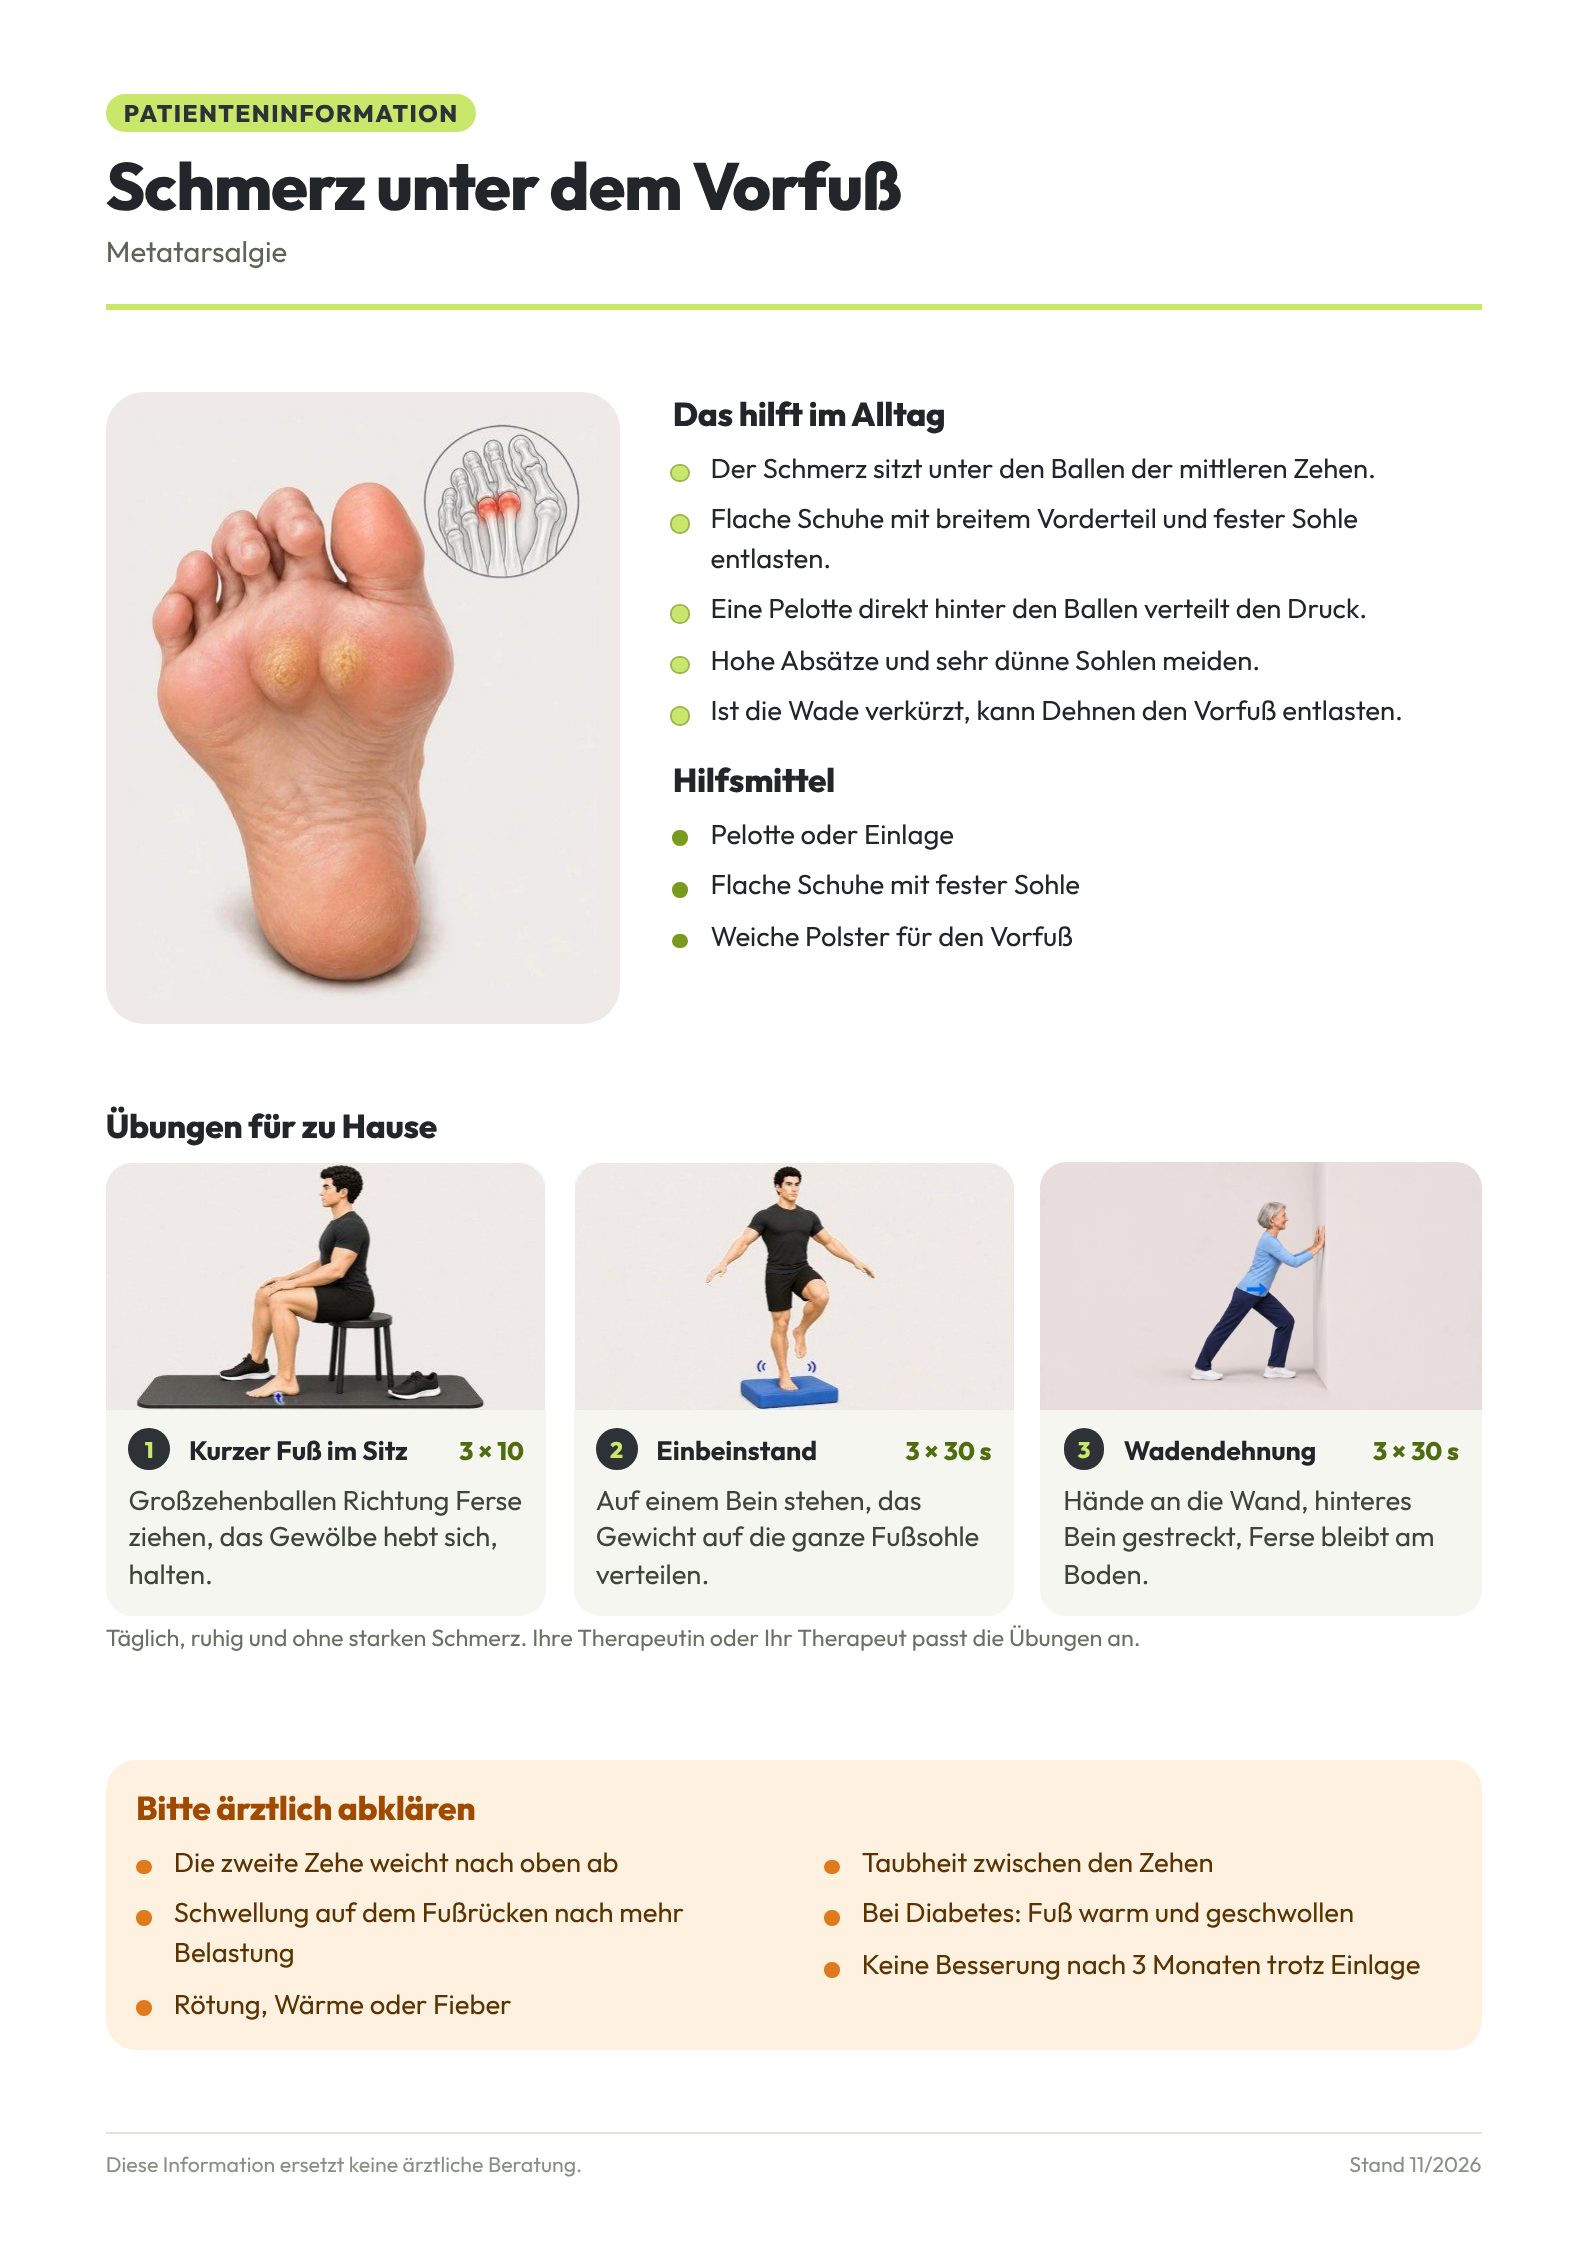 PATIENTENINFORMATION
Schmerz unter dem Vorfuß
Metatarsalgie
Das hilft im Alltag
Der Schmerz sitzt unter den Ballen der mittleren Zehen.
Flache Schuhe mit breitem Vorderteil und fester Sohle
entlasten.
Eine Pelotte direkt hinter den Ballen verteilt den Druck.
Hohe Absätze und sehr dünne Sohlen meiden.
Ist die Wade verkürzt, kann Dehnen den Vorfuß entlasten.
Hilfsmittel
Pelotte oder Einlage
Flache Schuhe mit fester Sohle
Weiche Polster für den Vorfuß
Übungen für zu Hause
1 Kurzer Fuß im Sitz 3 × 10
Großzehenballen Richtung Ferse
ziehen, das Gewölbe hebt sich,
halten.
2 Einbeinstand 3 × 30 s
Auf einem Bein stehen, das
Gewicht auf die ganze Fußsohle
verteilen.
3 Wadendehnung 3 × 30 s
Hände an die Wand, hinteres
Bein gestreckt, Ferse bleibt am
Boden.
Täglich, ruhig und ohne starken Schmerz. Ihre Therapeutin oder Ihr Therapeut passt die Übungen an.
Bitte ärztlich abklären
Die zweite Zehe weicht nach oben ab
Schwellung auf dem Fußrücken nach mehr
Belastung
Rötung, Wärme oder Fieber
Taubheit zwischen den Zehen
Bei Diabetes: Fuß warm und geschwollen
Keine Besserung nach 3 Monaten trotz Einlage
Diese Information ersetzt keine ärztliche Beratung.
Stand 11/2026